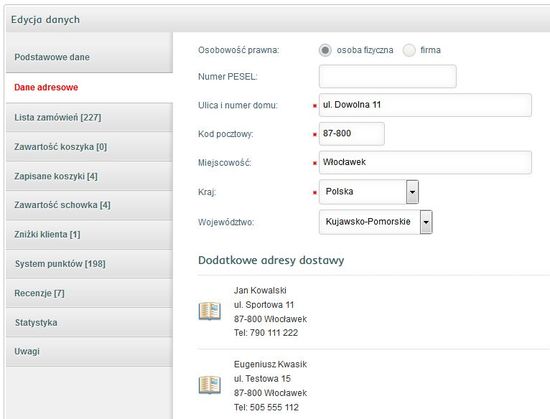 Edycja danych
Podstawowe dane
Dane adresowe
Lista zamówień [227]
Zawartość koszyka [0]
Zapisane koszyki [4]
Zawartość schowka [4]
Zniżki klienta [1]
System punktów [198]
Recenzje [7]
Statystyka
Uwagi
Osobowość prawna: osoba fizyczna firma
Numer PESEL:
Ulica i numer domu: * ul. Dowolna 11
Kod pocztowy: * 87-800
Miejscowość: * Włocławek
Kraj: * Polska
Województwo: Kujawsko-Pomorskie
Dodatkowe adresy dostawy
Jan Kowalski
ul. Sportowa 11
87-800 Włocławek
Tel: 790 111 222
Eugeniusz Kwasik
ul. Testowa 15
87-800 Włocławek
Tel: 505 555 112